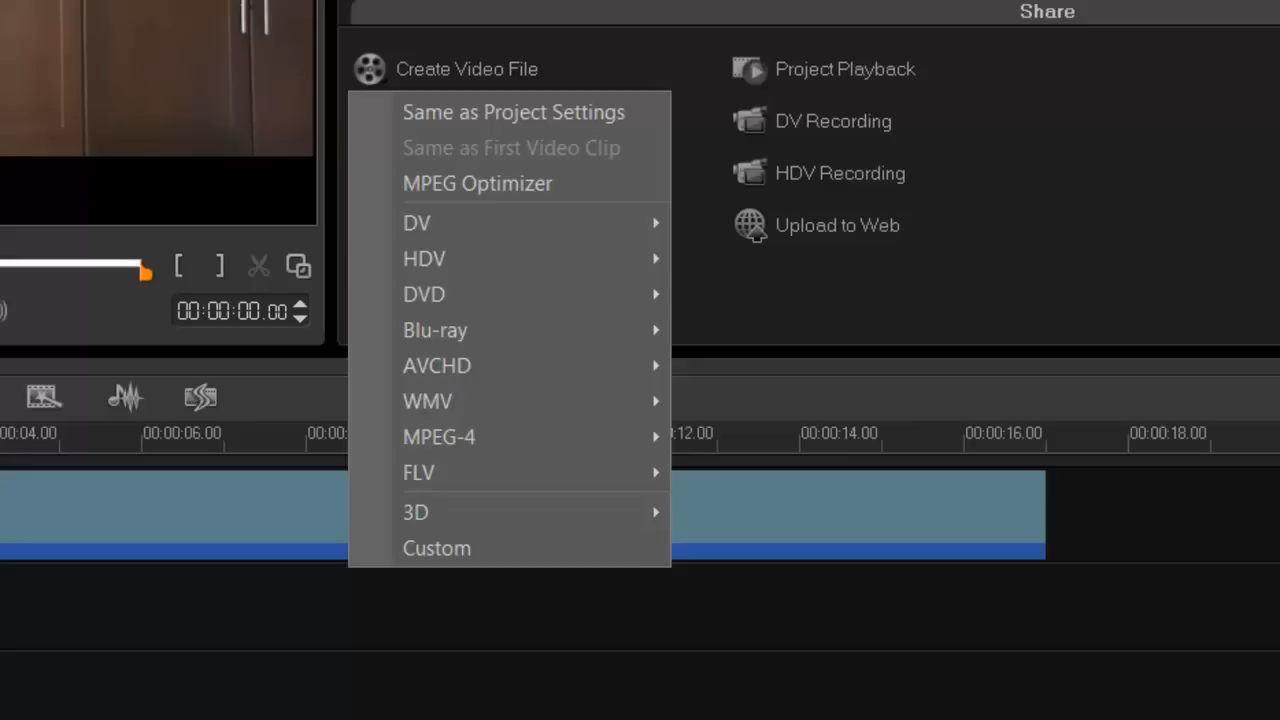 Share
Create Video File
Project Playback
Same as Project Settings
DV Recording
Same as First Video Clip
HDV Recording
MPEG Optimizer
Upload to Web
DV
HDV
DVD
Blu-ray
AVCHD
WMV
MPEG-4
FLV
3D
Custom
[ ]
00:00:00.00
00:04.00 00:00:06.00 00:00: :12.00 00:00:14.00 00:00:16.00 00:00:18.00